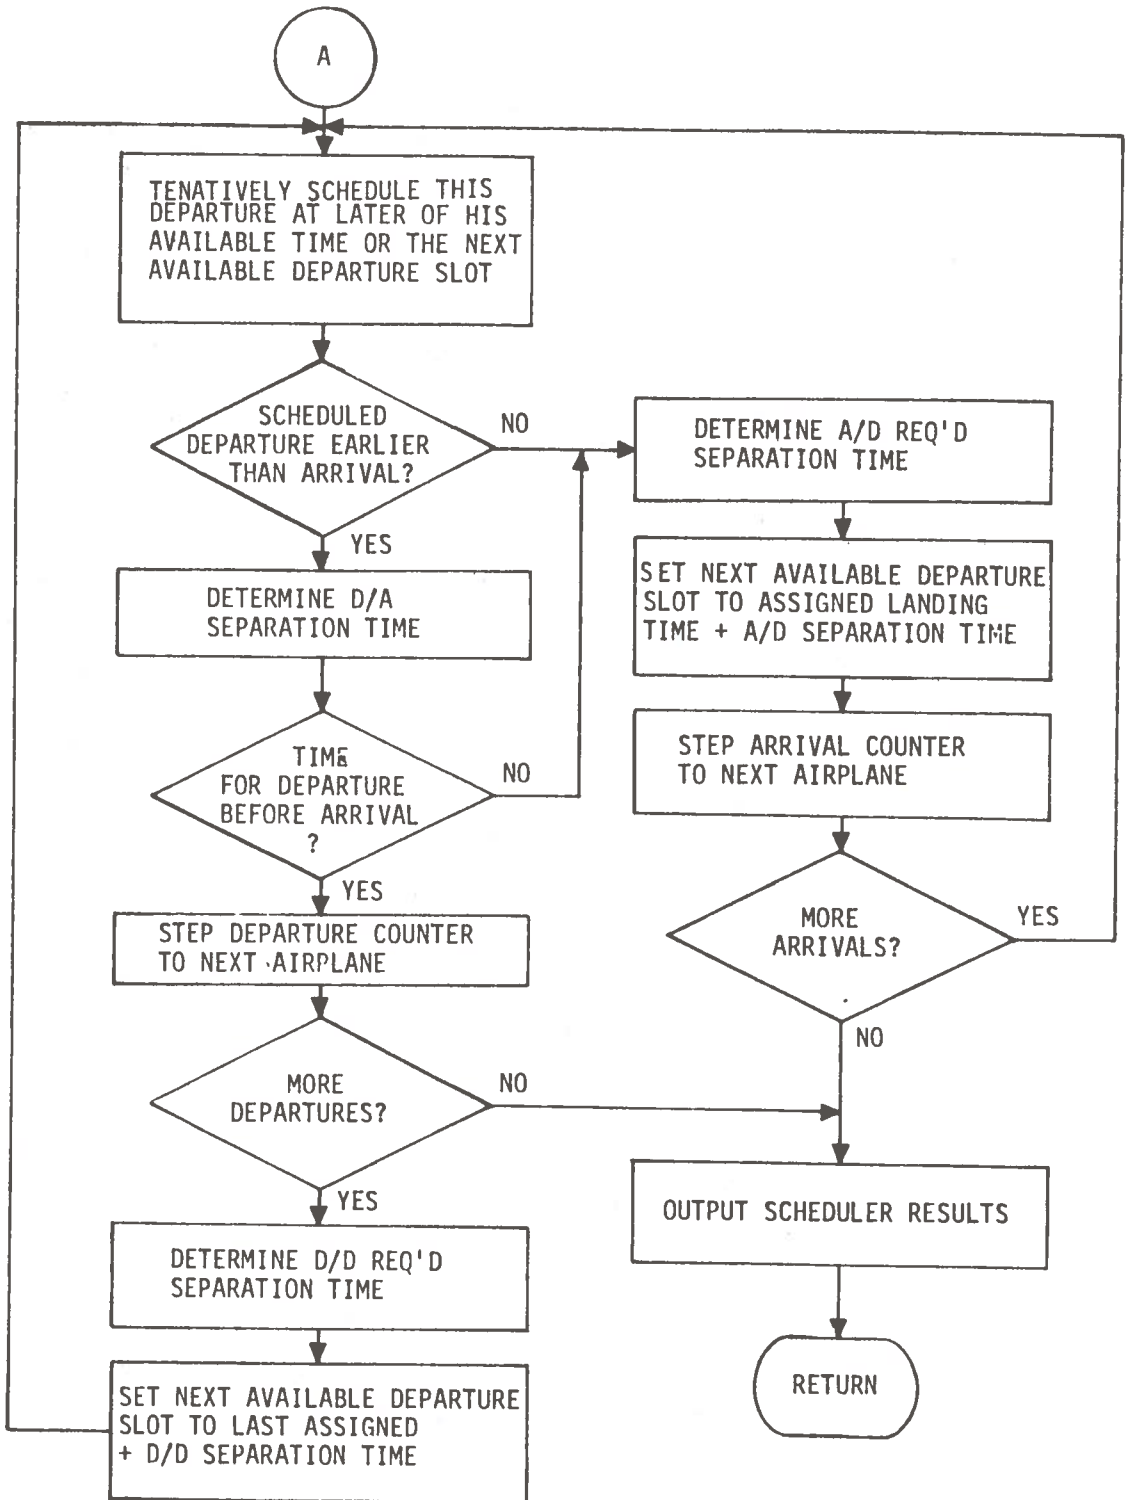 A
TENATIVELY SCHEDULE THIS
DEPARTURE AT LATER OF HIS
AVAILABLE TIME OR THE NEXT
AVAILABLE DEPARTURE SLOT
SCHEDULED
DEPARTURE EARLIER
THAN ARRIVAL?
NO
YES
DETERMINE D/A
SEPARATION TIME
TIME
FOR DEPARTURE
BEFORE ARRIVAL
?
NO
YES
STEP DEPARTURE COUNTER
TO NEXT AIRPLANE
MORE
DEPARTURES?
NO
YES
DETERMINE D/D REQ'D
SEPARATION TIME
SET NEXT AVAILABLE DEPARTURE
SLOT TO LAST ASSIGNED
+ D/D SEPARATION TIME
DETERMINE A/D REQ'D
SEPARATION TIME
SET NEXT AVAILABLE DEPARTURE
SLOT TO ASSIGNED LANDING
TIME + A/D SEPARATION TIME
STEP ARRIVAL COUNTER
TO NEXT AIRPLANE
MORE
ARRIVALS?
YES
NO
OUTPUT SCHEDULER RESULTS
RETURN